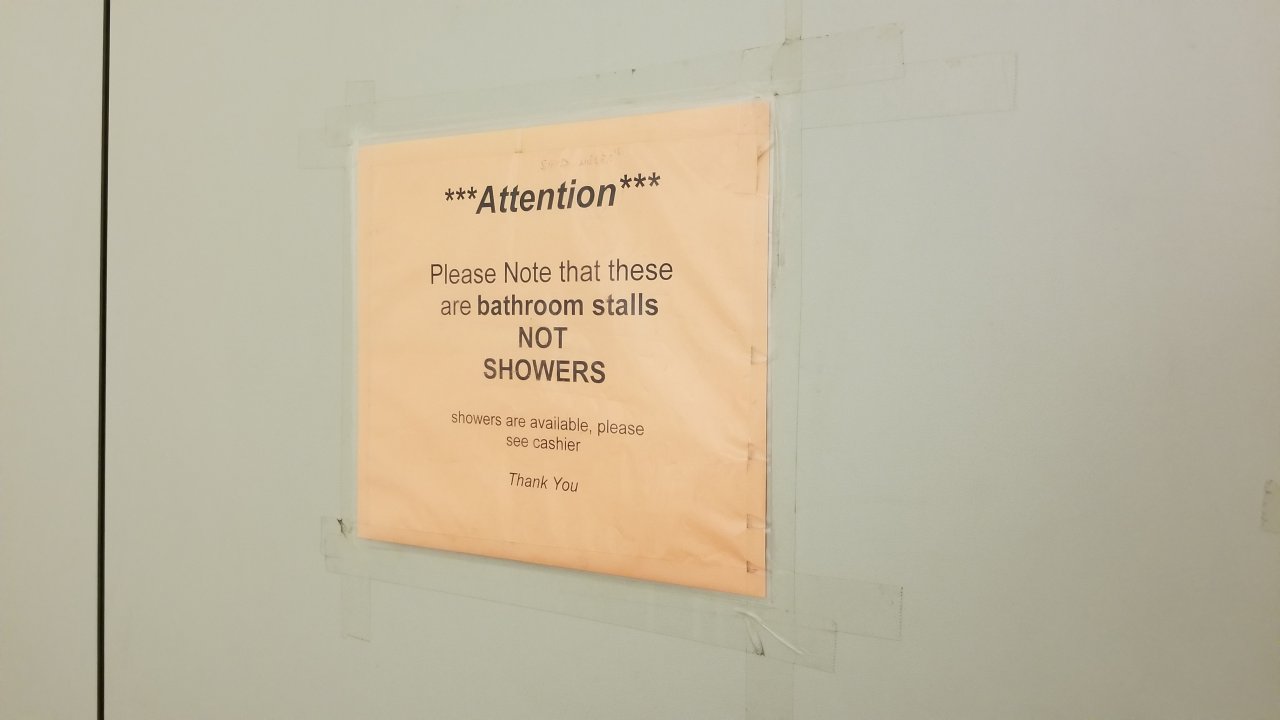 ***Attention***
Please Note that these
are bathroom stalls
NOT
SHOWERS
showers are available, please
see cashier
Thank You